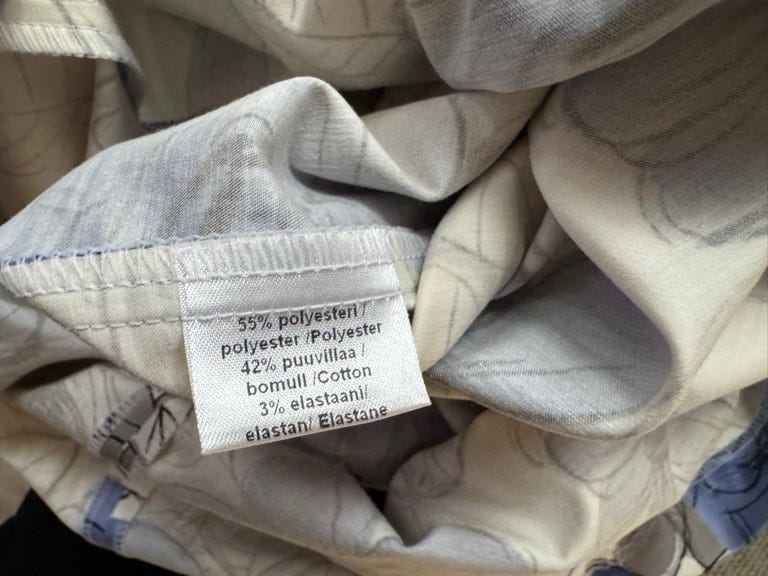 55% polyesteri /
polyester /Polyester
42% puuvillaa /
bomull /Cotton
3% elastaani/
elastan/ Elastane